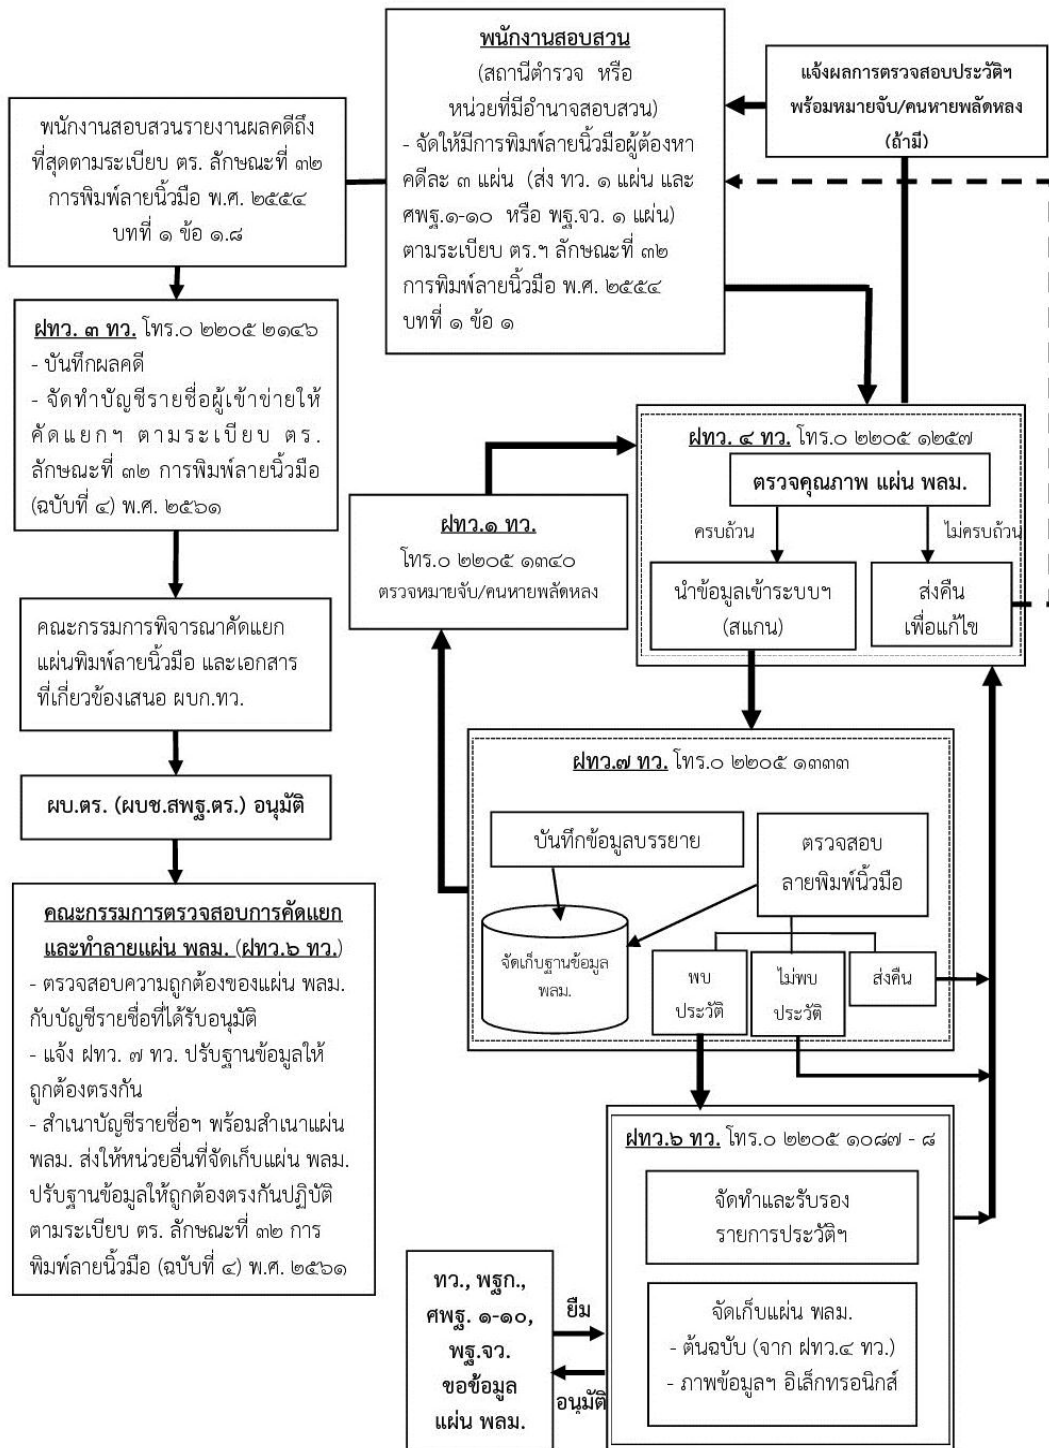 พนักงานสอบสวน
(สถานีตำรวจ หรือ
หน่วยที่มีอำนาจสอบสวน)
- จัดให้มีการพิมพ์ลายนิ้วมือผู้ต้องหา
คดีละ ๓ แผ่น (ส่ง ทว. ๑ แผ่น และ
ศพฐ.๑-๑๐ หรือ พฐ.จว. ๑ แผ่น)
ตามระเบียบ ตร.ฯ ลักษณะที่ ๓๒
การพิมพ์ลายนิ้วมือ พ.ศ. ๒๕๕๔
บทที่ ๑ ข้อ ๑
แจ้งผลการตรวจสอบประวัติฯ
พร้อมหมายจับ/คนหายพลัดหลง
(ถ้ามี)
พนักงานสอบสวนรายงานผลคดีถึง
ที่สุดตามระเบียบ ตร. ลักษณะที่ ๓๒
การพิมพ์ลายนิ้วมือ พ.ศ. ๒๕๕๔
บทที่ ๑ ข้อ ๑.๘
ฝทว. ๓ ทว. โทร.๐ ๒๒๐๕ ๒๑๔๖
- บันทึกผลคดี
- จัดทำบัญชีรายชื่อผู้เข้าข่ายให้
คัดแยกฯ ตามระเบียบ ตร.
ลักษณะที่ ๓๒ การพิมพ์ลายนิ้วมือ
(ฉบับที่ ๔) พ.ศ. ๒๕๖๑
คณะกรรมการพิจารณาคัดแยก
แผ่นพิมพ์ลายนิ้วมือ และเอกสาร
ที่เกี่ยวข้องเสนอ ผบก.ทว.
ผบ.ตร. (ผบช.สพฐ.ตร.) อนุมัติ
คณะกรรมการตรวจสอบการคัดแยก
และทำลายแผ่น พลม. (ฝทว.๖ ทว.)
- ตรวจสอบความถูกต้องของแผ่น พลม.
กับบัญชีรายชื่อที่ได้รับอนุมัติ
- แจ้ง ฝทว. ๗ ทว. ปรับฐานข้อมูลให้
ถูกต้องตรงกัน
- สำเนาบัญชีรายชื่อฯ พร้อมสำเนาแผ่น
พลม. ส่งให้หน่วยอื่นที่จัดเก็บแผ่น พลม.
ปรับฐานข้อมูลให้ถูกต้องตรงกันปฏิบัติ
ตามระเบียบ ตร. ลักษณะที่ ๓๒ การ
พิมพ์ลายนิ้วมือ (ฉบับที่ ๔) พ.ศ. ๒๕๖๑
ฝทว.๑ ทว.
โทร.๐ ๒๒๐๕ ๑๓๔๐
ตรวจหมายจับ/คนหายพลัดหลง
ฝทว. ๔ ทว. โทร.๐ ๒๒๐๕ ๑๒๕๗
ตรวจคุณภาพ แผ่น พลม.
ครบถ้วน
ไม่ครบถ้วน
นำข้อมูลเข้าระบบฯ
(สแกน)
ส่งคืน
เพื่อแก้ไข
ฝทว.๗ ทว. โทร.๐ ๒๒๐๕ ๑๓๓๓
บันทึกข้อมูลบรรยาย
ตรวจสอบ
ลายพิมพ์นิ้วมือ
จัดเก็บฐานข้อมูล
พลม.
พบ
ประวัติ
ไม่พบ
ประวัติ
ส่งคืน
ฝทว.๖ ทว. โทร.๐ ๒๒๐๕ ๑๐๘๗ - ๘
จัดทำและรับรอง
รายการประวัติฯ
จัดเก็บแผ่น พลม.
- ต้นฉบับ (จาก ฝทว.๔ ทว.)
- ภาพข้อมูลฯ อิเล็กทรอนิกส์
ทว., พฐก.,
ศพฐ. ๑-๑๐,
พฐ.จว.
ขอข้อมูล
แผ่น พลม.
ยืม
อนุมัติ